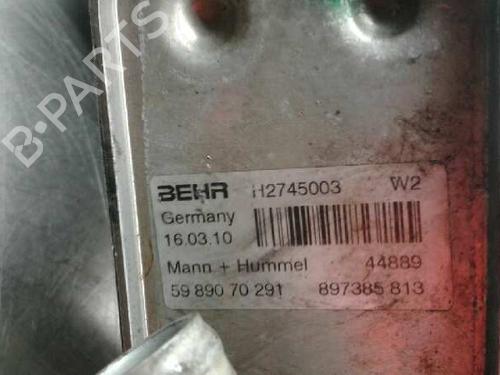 B-PARTS
BEHR H2745003 W2
Germany
16.03.10
Mann + Hummel 44889
59 890 70 291 897385 813